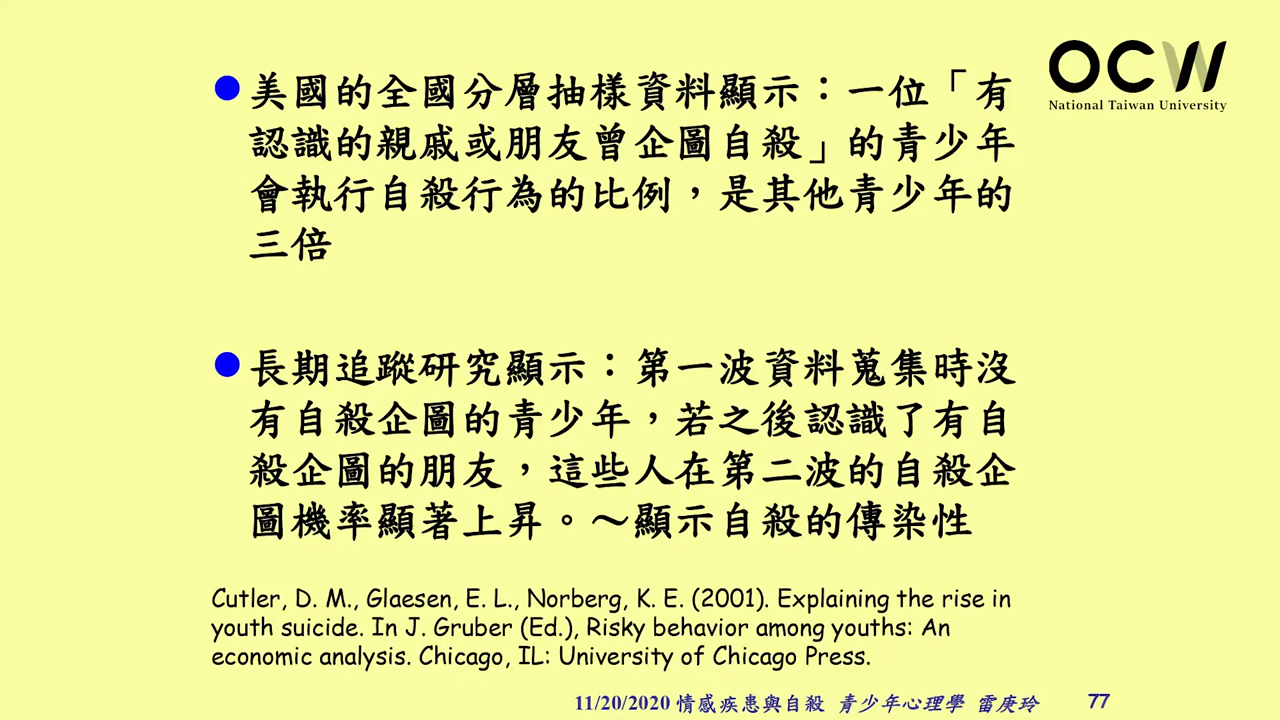 OCW
National Taiwan University
美國的全國分層抽樣資料顯示：一位「有
認識的親戚或朋友曾企圖自殺」的青少年
會執行自殺行為的比例，是其他青少年的
三倍
長期追蹤研究顯示：第一波資料蒐集時沒
有自殺企圖的青少年，若之後認識了有自
殺企圖的朋友，這些人在第二波的自殺企
圖機率顯著上昇。～顯示自殺的傳染性
Cutler, D. M., Glaesen, E. L., Norberg, K. E. (2001). Explaining the rise in
youth suicide. In J. Gruber (Ed.), Risky behavior among youths: An
economic analysis. Chicago, IL: University of Chicago Press.
11/20/2020 情感疾患與自殺 青少年心理學 雷庚玲 77